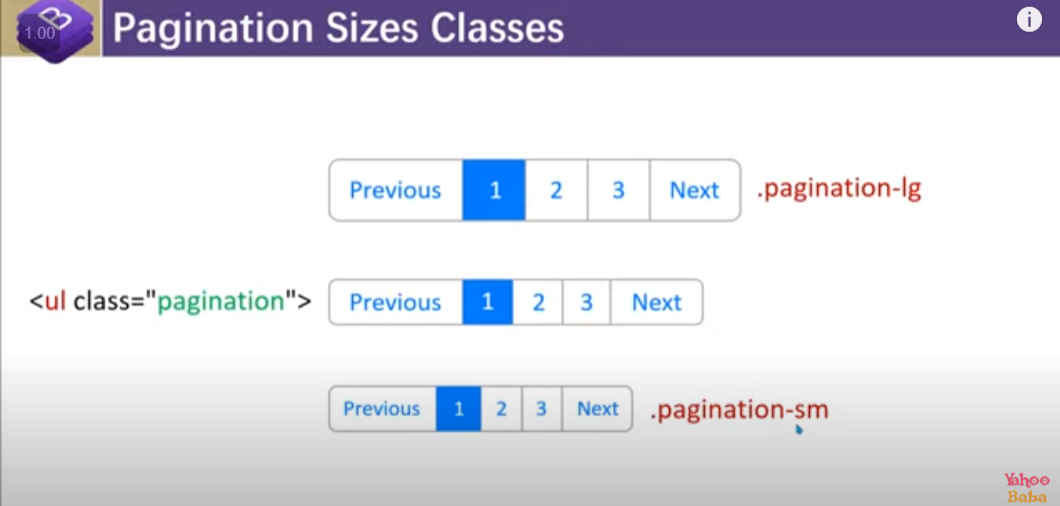 B
1.00
Pagination Sizes Classes
i
Previous 1 2 3 Next .pagination-lg
<ul class="pagination"> Previous 1 2 3 Next
Previous 1 2 3 Next .pagination-sm
Yahoo
Baba